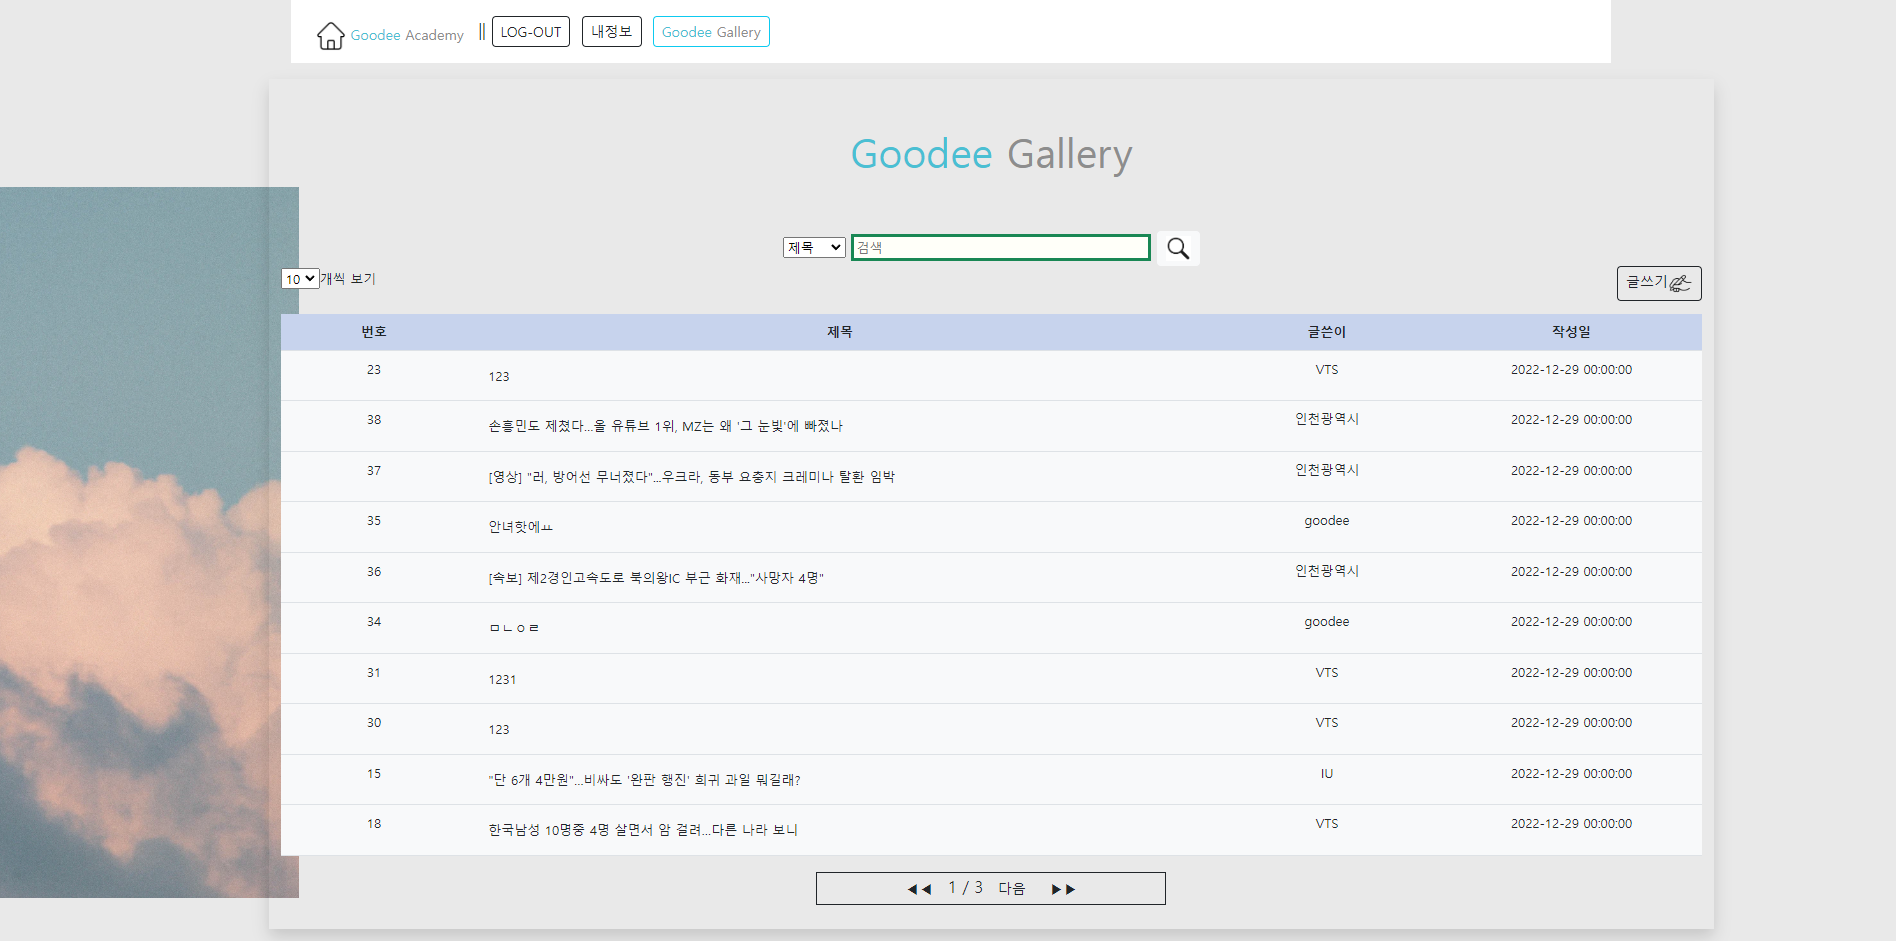 Goodee Academy || LOG-OUT 내정보 Goodee Gallery
Goodee Gallery
제목 검색
10 개씩 보기 글쓰기
번호 제목 글쓴이 작성일
23 123 VTS 2022-12-29 00:00:00
38 손흥민도 제쳤다...올 유튜브 1위, MZ는 왜 '그 눈빛'에 빠졌나 인천광역시 2022-12-29 00:00:00
37 [영상] "러, 방어선 무너졌다"...우크라, 동부 요충지 크레미나 탈환 임박 인천광역시 2022-12-29 00:00:00
35 안녀핫에ㅛ goodee 2022-12-29 00:00:00
36 [속보] 제2경인고속도로 북의왕IC 부근 화재..."사망자 4명" 인천광역시 2022-12-29 00:00:00
34 ㅁㄴㅇㄹ goodee 2022-12-29 00:00:00
31 1231 VTS 2022-12-29 00:00:00
30 123 VTS 2022-12-29 00:00:00
15 "단 6개 4만원"...비싸도 '완판 행진' 희귀 과일 뭐길래? IU 2022-12-29 00:00:00
18 한국남성 10명중 4명 살면서 암 걸려...다른 나라 보니 VTS 2022-12-29 00:00:00
◀◀ 1 / 3 다음 ▶▶